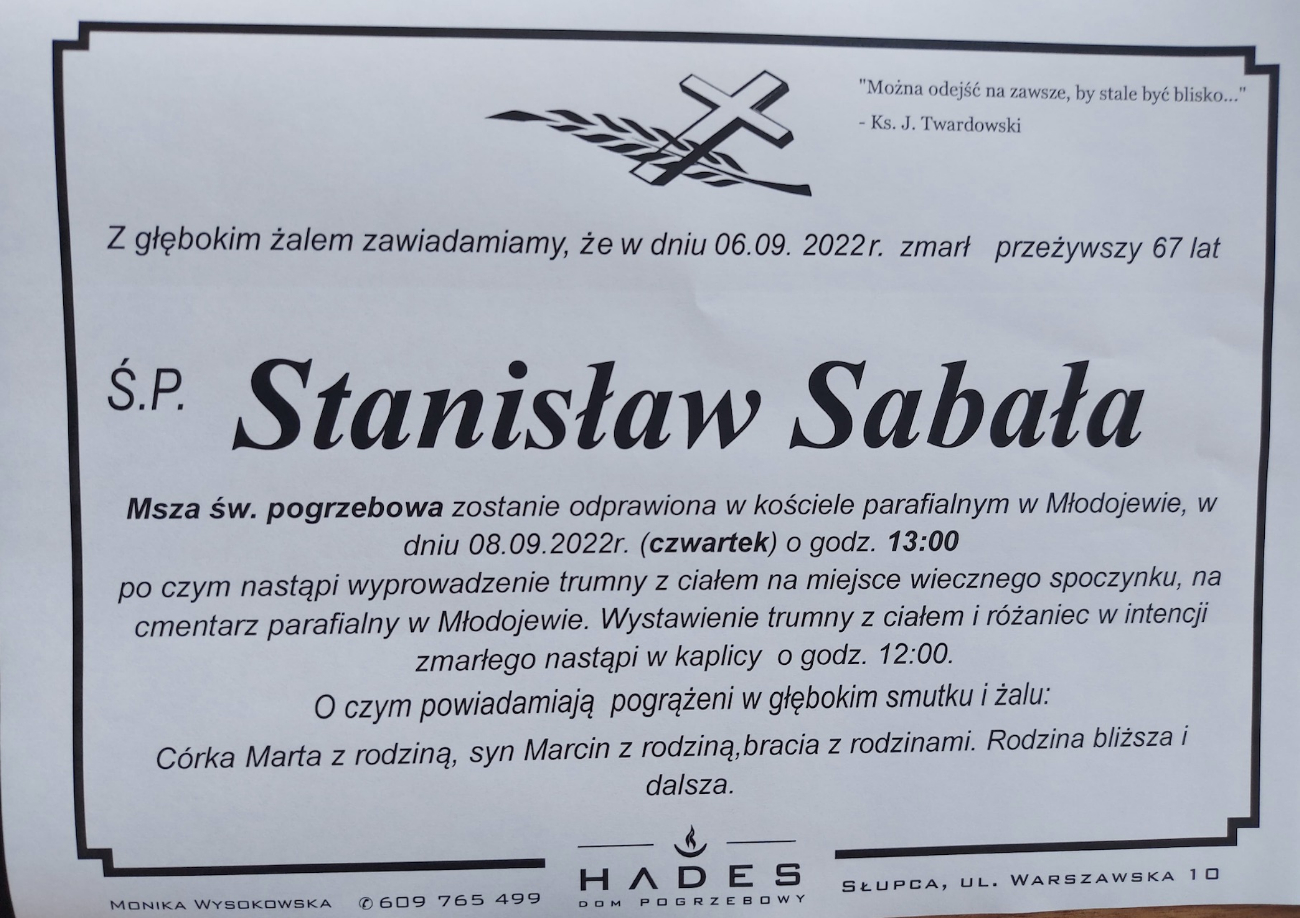 "Można odejść na zawsze, by stale być blisko..."
- Ks. J. Twardowski
Z głębokim żalem zawiadamiamy, że w dniu 06.09. 2022r. zmarł przeżywszy 67 lat
Ś.P. Stanisław Sabała
Msza św. pogrzebowa zostanie odprawiona w kościele parafialnym w Młodojewie, w
dniu 08.09.2022r. (czwartek) o godz. 13:00
po czym nastąpi wyprowadzenie trumny z ciałem na miejsce wiecznego spoczynku, na
cmentarz parafialny w Młodojewie. Wystawienie trumny z ciałem i różaniec w intencji
zmarłego nastąpi w kaplicy o godz. 12:00.
O czym powiadamiają pogrążeni w głębokim smutku i żalu:
Córka Marta z rodziną, syn Marcin z rodziną,bracia z rodzinami. Rodzina bliższa i
dalsza.
Monika Wysokowska ✆609 765 499
HADES
DOM POGRZEBOWY
Słupca, ul. Warszawska 10